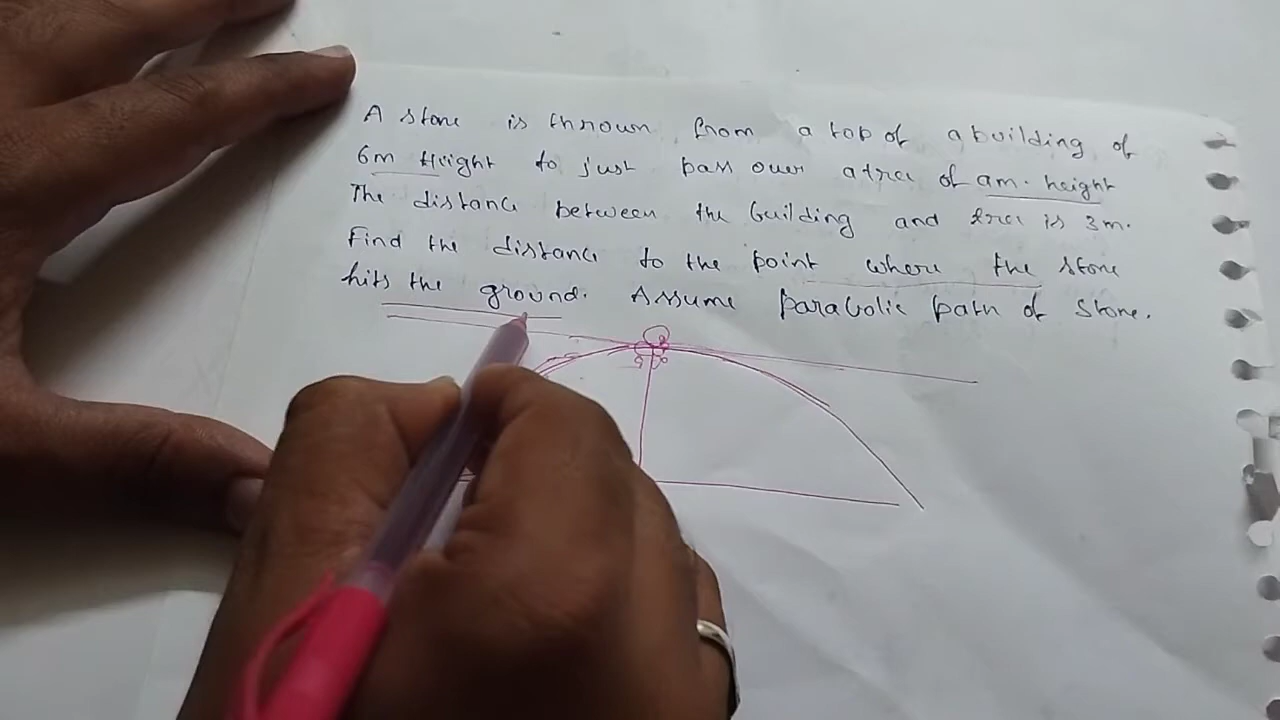 A stone is thrown from a top of a building of
6m Height to just pass over a tree of 9m. height
The distance between the building and tree is 3m.
Find the distance to the point where the stone
hits the ground. Assume parabolic path of stone.